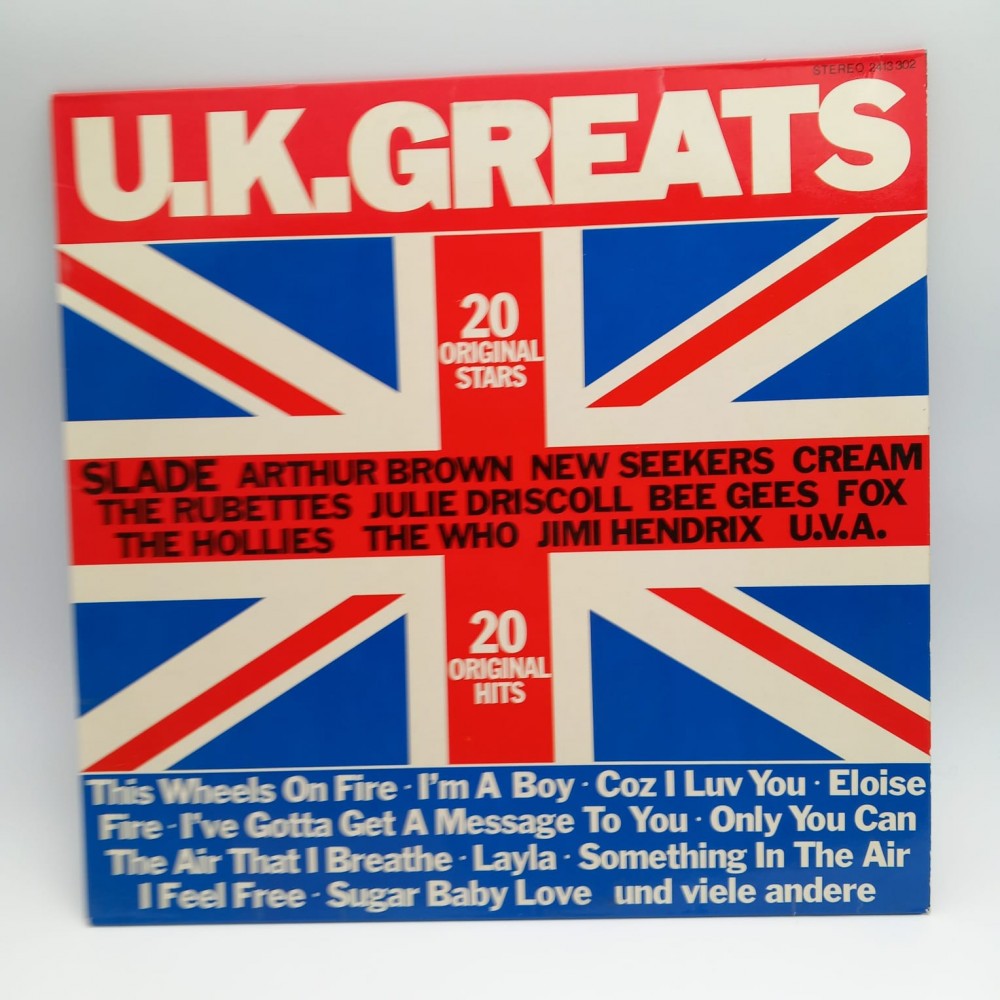 STEREO 2413 302
U.K. GREATS
20
ORIGINAL
STARS
SLADE ARTHUR BROWN NEW SEEKERS CREAM
THE RUBETTES JULIE DRISCOLL BEE GEES FOX
THE HOLLIES THE WHO JIMI HENDRIX U.V.A.
20
ORIGINAL
HITS
This Wheels On Fire · I'm A Boy · Coz I Luv You · Eloise
Fire · I've Gotta Get A Message To You · Only You Can
The Air That I Breathe · Layla · Something In The Air
I Feel Free · Sugar Baby Love und viele andere